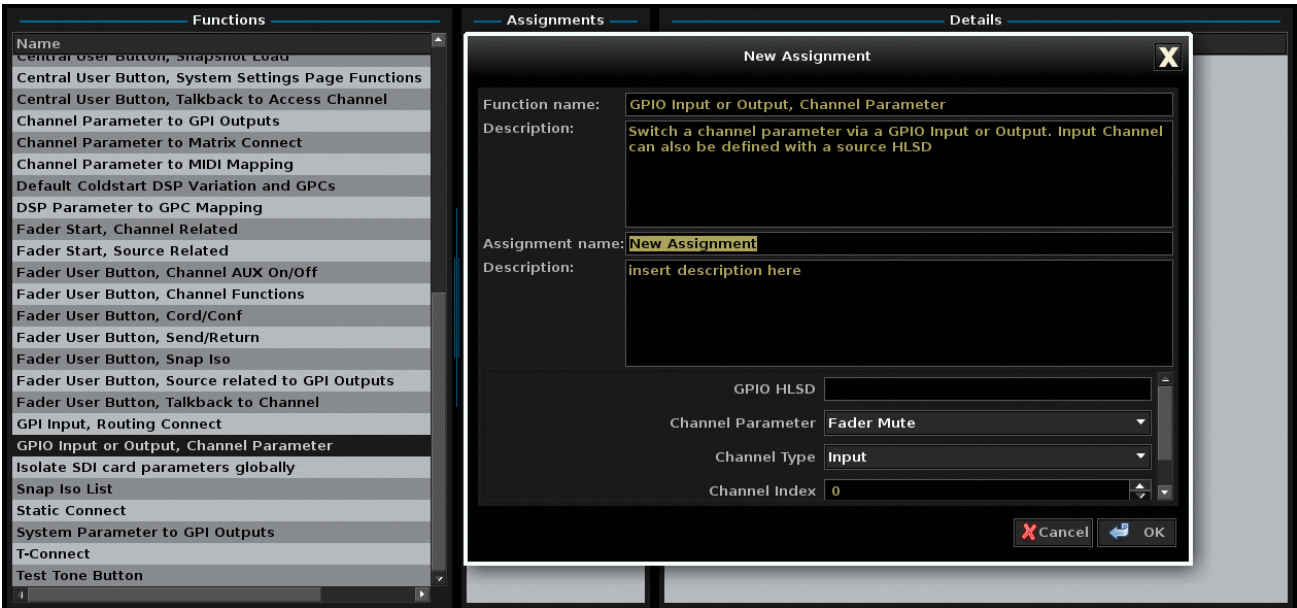 Functions
Assignments
Details
Name
Central User Button, Snapshot Load
Central User Button, System Settings Page Functions
Central User Button, Talkback to Access Channel
Channel Parameter to GPI Outputs
Channel Parameter to Matrix Connect
Channel Parameter to MIDI Mapping
Default Coldstart DSP Variation and GPCs
DSP Parameter to GPC Mapping
Fader Start, Channel Related
Fader Start, Source Related
Fader User Button, Channel AUX On/Off
Fader User Button, Channel Functions
Fader User Button, Cord/Conf
Fader User Button, Send/Return
Fader User Button, Snap Iso
Fader User Button, Source related to GPI Outputs
Fader User Button, Talkback to Channel
GPI Input, Routing Connect
GPIO Input or Output, Channel Parameter
Isolate SDI card parameters globally
Snap Iso List
Static Connect
System Parameter to GPI Outputs
T-Connect
Test Tone Button
New Assignment
X
Function name: GPIO Input or Output, Channel Parameter
Description: Switch a channel parameter via a GPIO Input or Output. Input Channel
can also be defined with a source HLSD
Assignment name: New Assignment
Description: insert description here
GPIO HLSD
Channel Parameter Fader Mute
Channel Type Input
Channel Index 0
Cancel OK